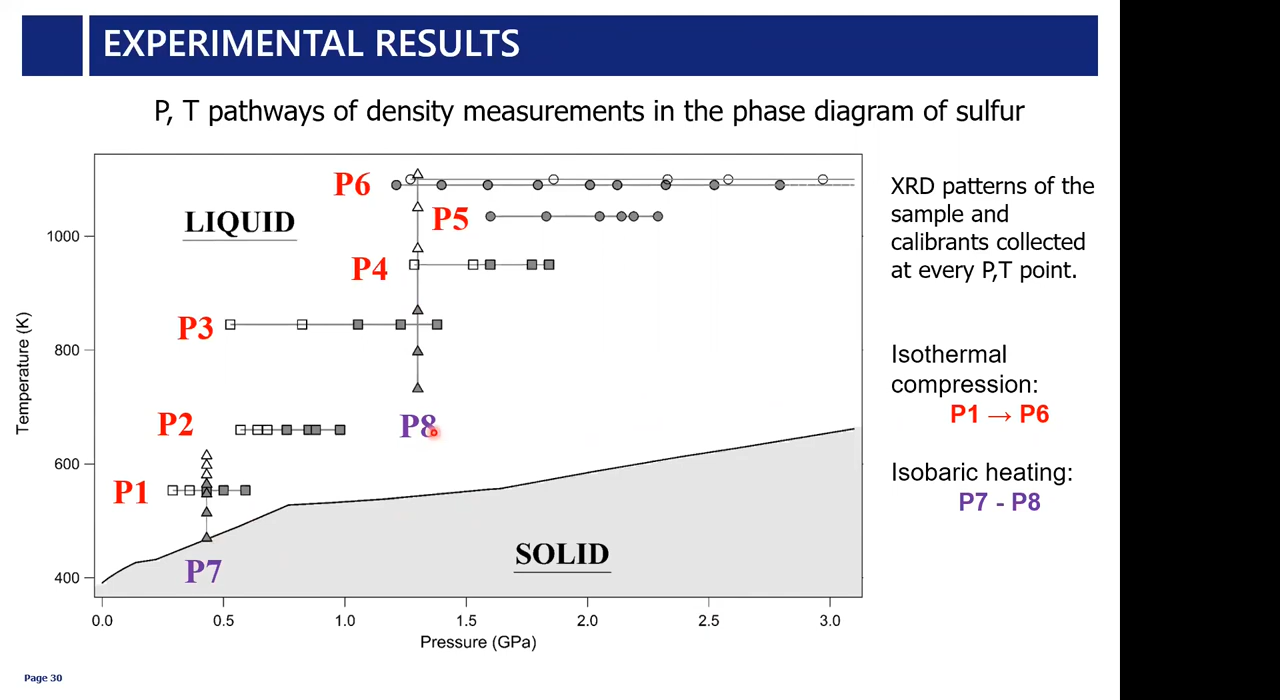 EXPERIMENTAL RESULTS
P, T pathways of density measurements in the phase diagram of sulfur
P6
LIQUID
P5
P4
P3
P2
P8
P1
SOLID
P7
1000
800
600
400
Temperature (K)
0.0 0.5 1.0 1.5 2.0 2.5 3.0
Pressure (GPa)
XRD patterns of the
sample and
calibrants collected
at every P,T point.
Isothermal
compression:
P1 → P6
Isobaric heating:
P7 - P8
Page 30